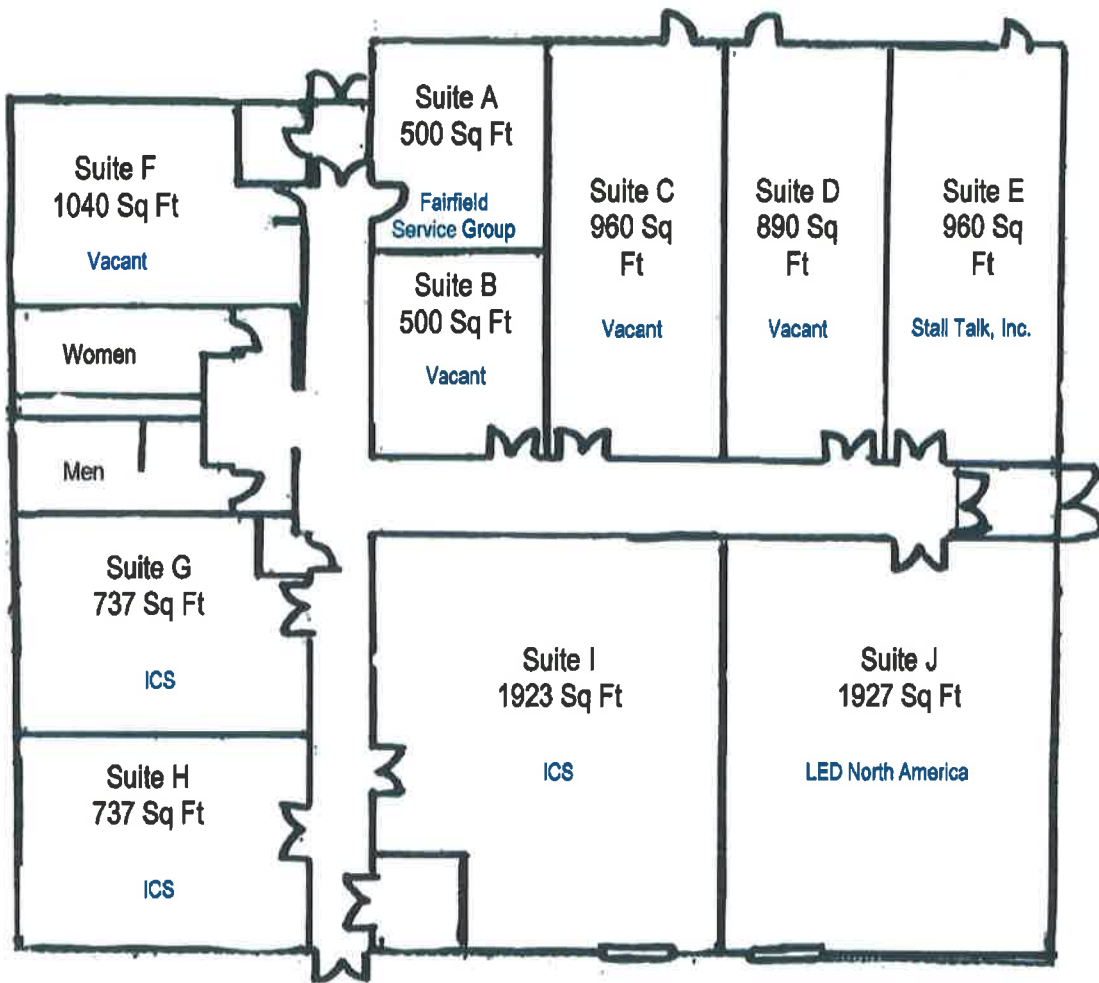 Suite A
500 Sq Ft
Fairfield
Service Group
Suite B
500 Sq Ft
Vacant
Suite C
960 Sq
Ft
Vacant
Suite D
890 Sq
Ft
Vacant
Suite E
960 Sq
Ft
Stall Talk, Inc.
Suite F
1040 Sq Ft
Vacant
Women
Men
Suite G
737 Sq Ft
ICS
Suite H
737 Sq Ft
ICS
Suite I
1923 Sq Ft
ICS
Suite J
1927 Sq Ft
LED North America